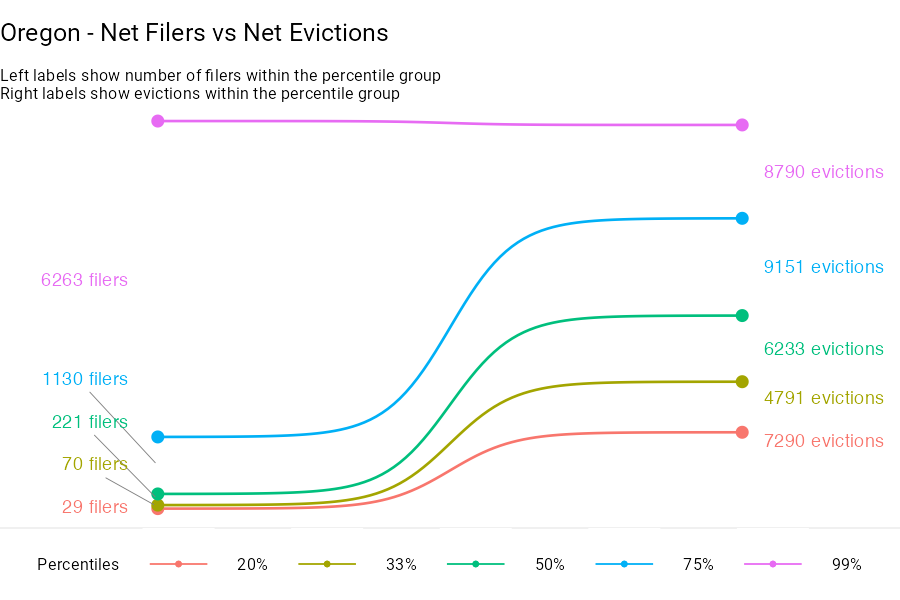 Oregon - Net Filers vs Net Evictions
Left labels show number of filers within the percentile group
Right labels show evictions within the percentile group
8790 evictions
9151 evictions
6263 filers
6233 evictions
1130 filers
4791 evictions
221 filers
7290 evictions
70 filers
29 filers
Percentiles 20% 33% 50% 75% 99%